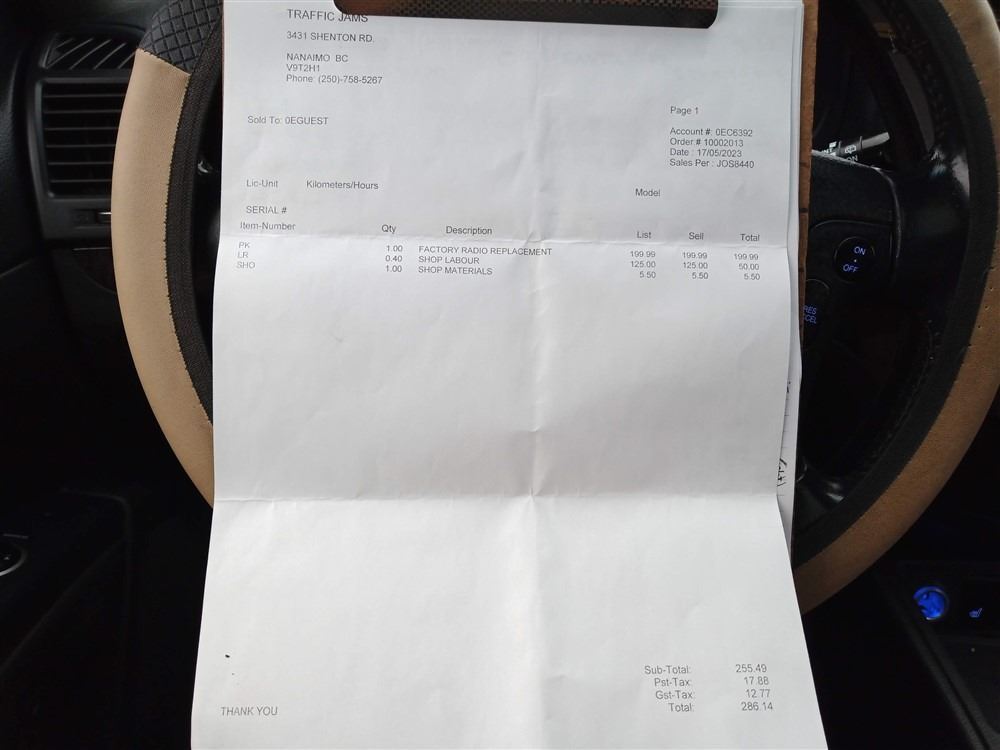 TRAFFIC JAMS
3431 SHENTON RD.
NANAIMO BC
V9T2H1
Phone: (250)-758-5267
Page 1
Sold To: 0EGUEST
Account #: 0EC6392
Order:# 10002013
Date : 17/05/2023
Sales Per : JOS8440
Lic-Unit Kilometers/Hours Model
SERIAL #
Item-Number Qty Description List Sell Total
PK 1.00 FACTORY RADIO REPLACEMENT 199.99 199.99 199.99
LR 0.40 SHOP LABOUR 125.00 125.00 50.00
SHO 1.00 SHOP MATERIALS 5.50 5.50 5.50
Sub-Total: 255.49
Pst-Tax: 17.88
Gst-Tax: 12.77
Total: 286.14
THANK YOU
ON
OFF
ON